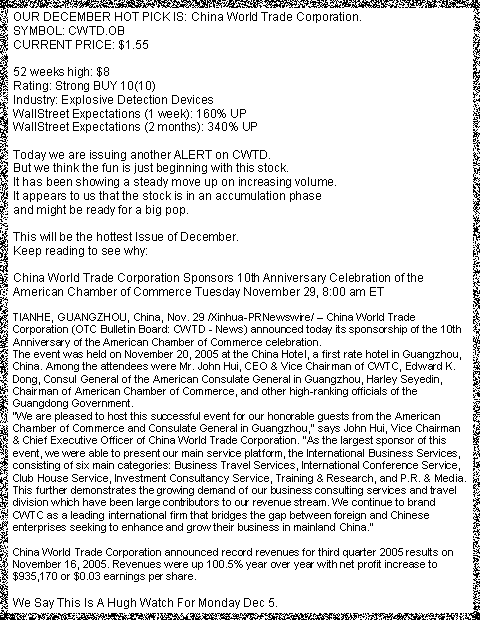 OUR DECEMBER HOT PICK IS: China World Trade Corporation.
SYMBOL: CWTD.OB
CURRENT PRICE: $1.55
52 weeks high: $8
Rating: Strong BUY 10(10)
Industry: Explosive Detection Devices
WallStreet Expectations (1 week): 160% UP
WallStreet Expectations (2 months): 340% UP
Today we are issuing another ALERT on CWTD.
But we think the fun is just beginning with this stock.
It has been showing a steady move up on increasing volume.
It appears to us that the stock is in an accumulation phase
and might be ready for a big pop.
This will be the hottest Issue of December.
Keep reading to see why:
China World Trade Corporation Sponsors 10th Anniversary Celebration of the
American Chamber of Commerce Tuesday November 29, 8:00 am ET
TIANHE, GUANGZHOU, China, Nov. 29 /Xinhua-PRNewswire/ -- China World Trade
Corporation (OTC Bulletin Board: CWTD - News) announced today its sponsorship of the 10th
Anniversary of the American Chamber of Commerce celebration.
The event was held on November 20, 2005 at the China Hotel, a first rate hotel in Guangzhou,
China. Among the attendees were Mr. John Hui, CEO & Vice Chairman of CWTC, Edward K.
Dong, Consul General of the American Consulate General in Guangzhou, Harley Seyedin,
Chairman of American Chamber of Commerce, and other high-ranking officials of the
Guangdong Government.
"We are pleased to host this successful event for our honorable guests from the American
Chamber of Commerce and Consulate General in Guangzhou," says John Hui, Vice Chairman
& Chief Executive Officer of China World Trade Corporation. "As the largest sponsor of this
event, we were able to present our main service platform, the International Business Services,
consisting of six main categories: Business Travel Services, International Conference Service,
Club House Service, Investment Consultancy Service, Training & Research, and P.R. & Media.
This further demonstrates the growing demand of our business consulting services and travel
division which have been large contributors to our revenue stream. We continue to brand
CWTC as a leading international firm that bridges the gap between foreign and Chinese
enterprises seeking to enhance and grow their business in mainland China."
China World Trade Corporation announced record revenues for third quarter 2005 results on
November 16, 2005. Revenues were up 100.5% year over year with net profit increase to
$935,170 or $0.03 earnings per share.
We Say This Is A Hugh Watch For Monday Dec 5.